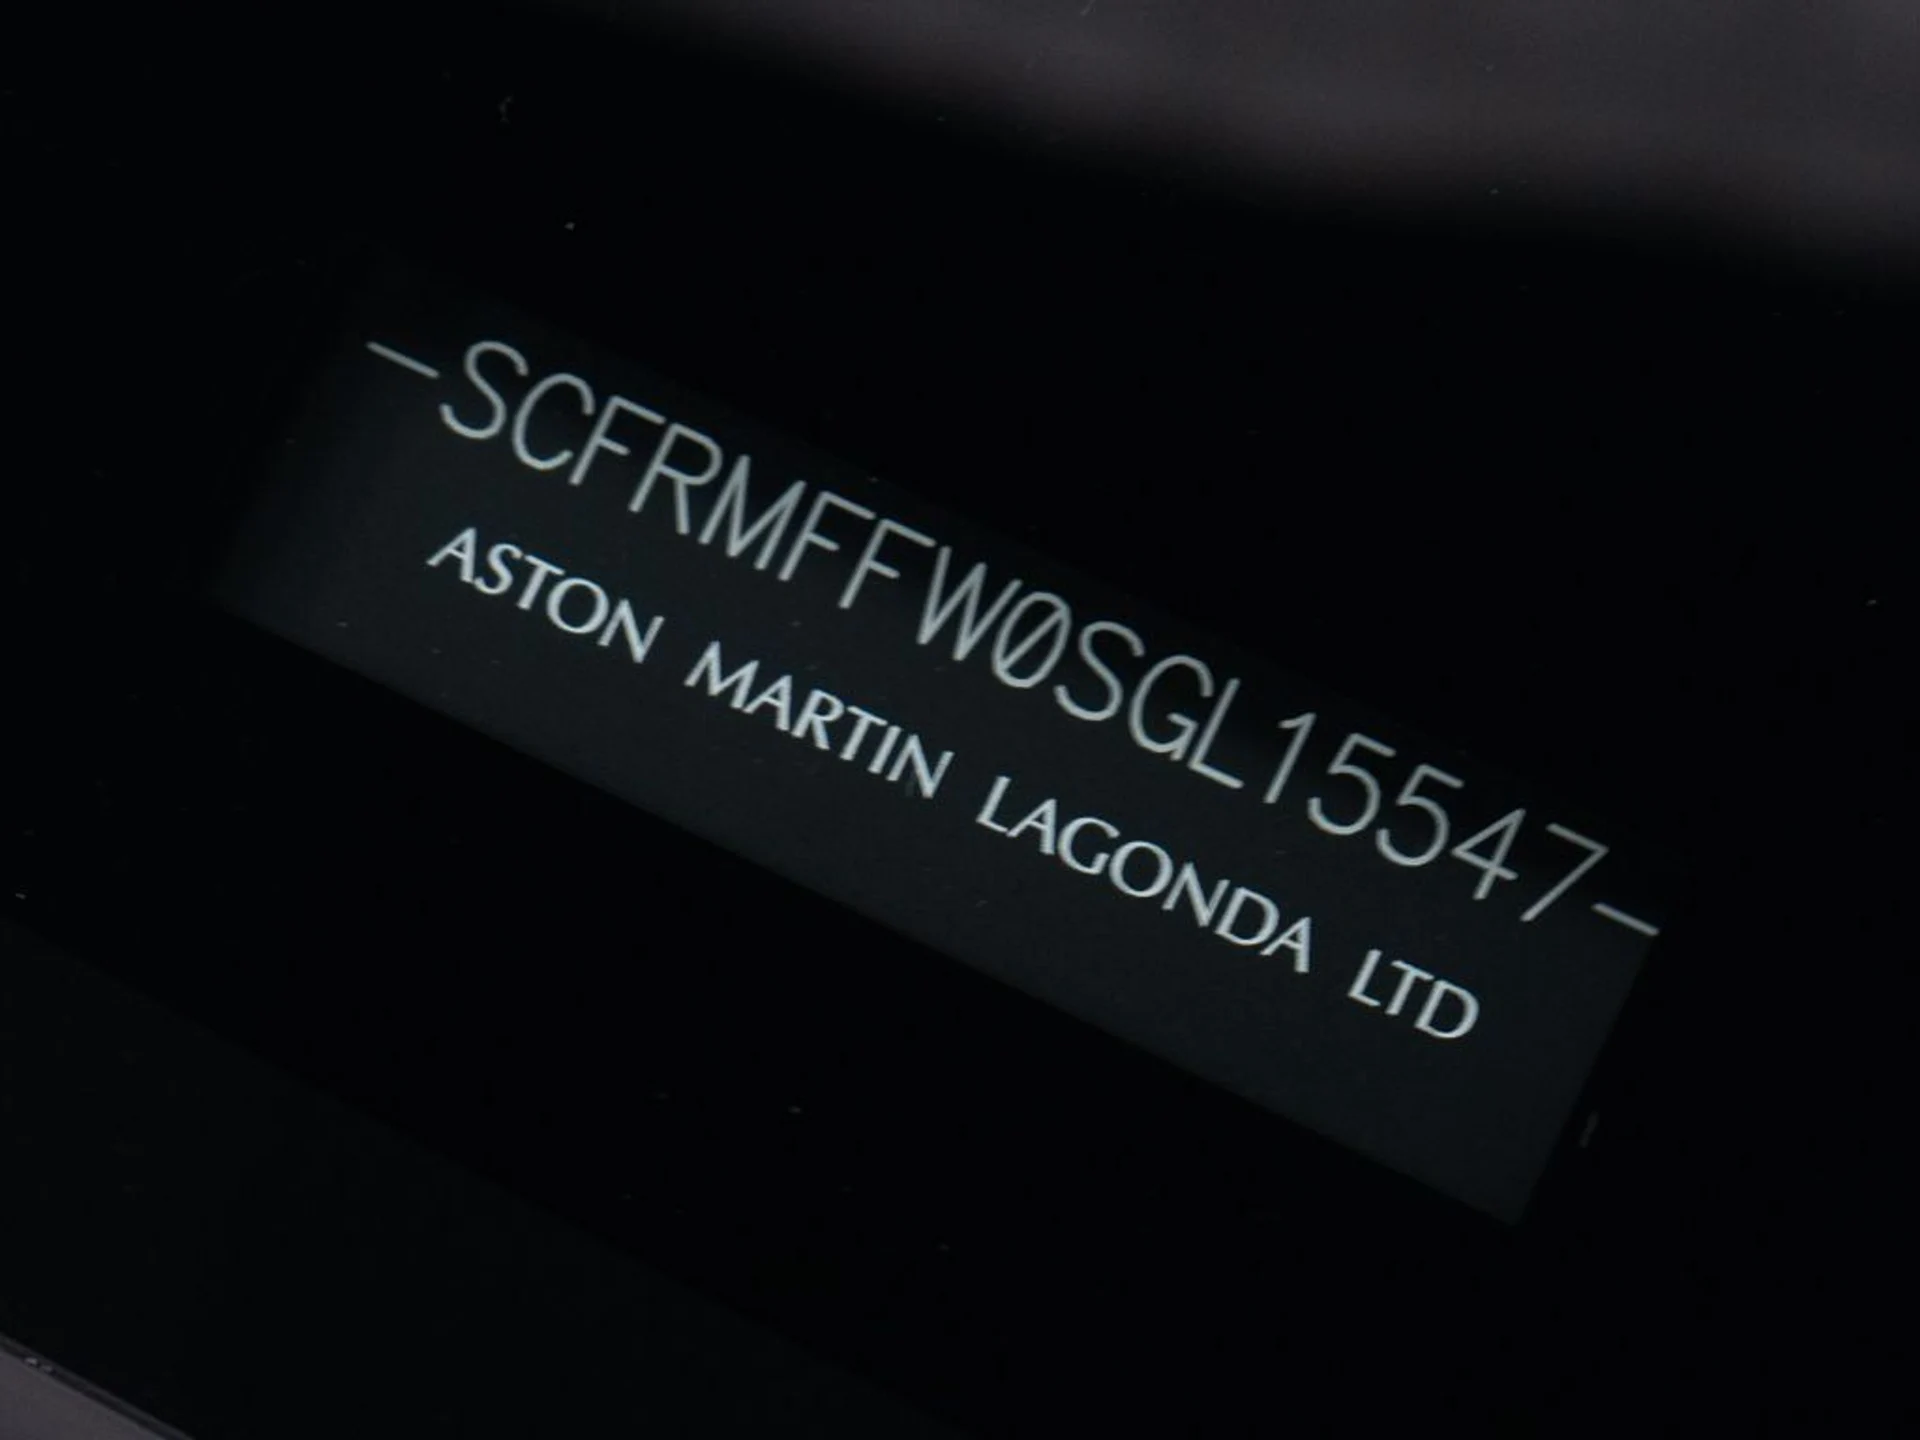 -SCFRMFFW0SGL15547-
ASTON MARTIN LAGONDA LTD